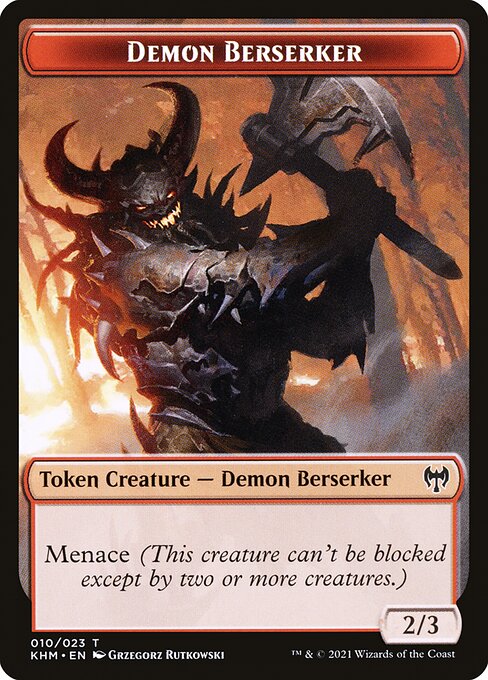 Demon Berserker
Token Creature — Demon Berserker
Menace (This creature can't be blocked
except by two or more creatures.)
2/3
010/023 T
KHM • EN Grzegorz Rutkowski
™ & © 2021 Wizards of the Coast